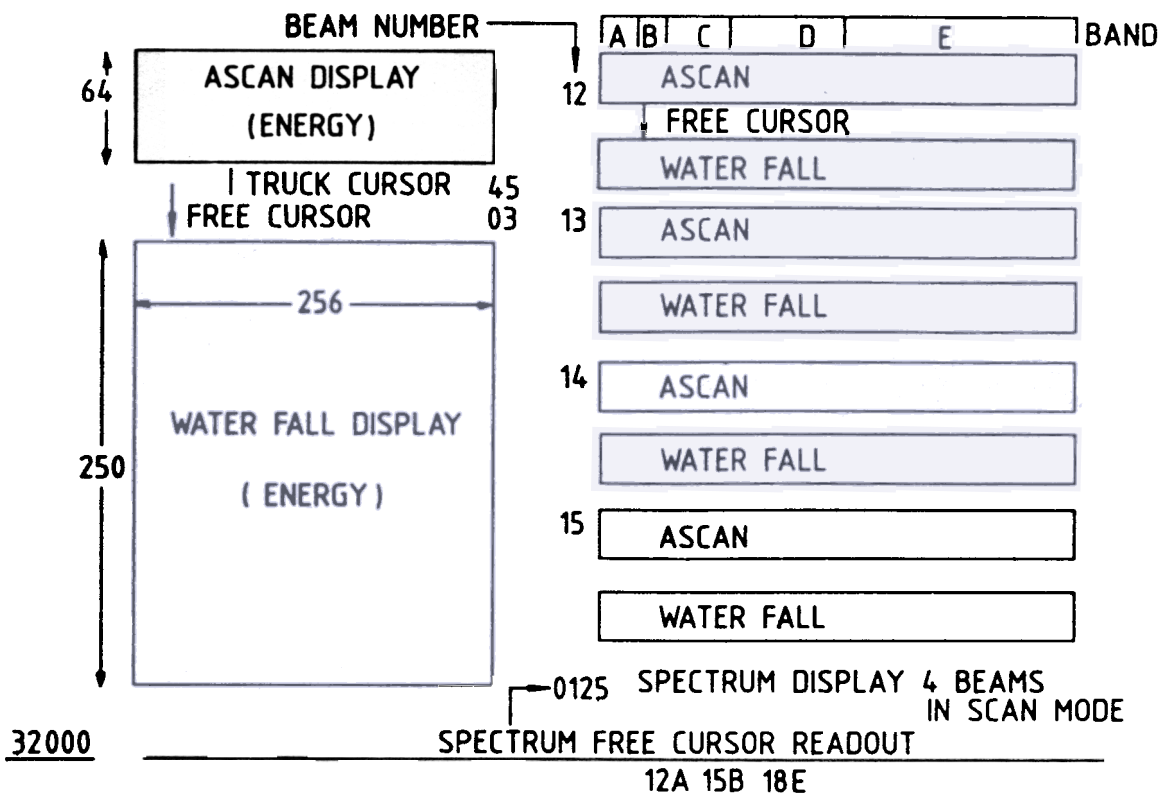 BEAM NUMBER
ASCAN DISPLAY
(ENERGY)
64
TRUCK CURSOR 45
FREE CURSOR 03
256
WATER FALL DISPLAY
( ENERGY )
250
A B C D E BAND
12 ASCAN
FREE CURSOR
WATER FALL
13 ASCAN
WATER FALL
14 ASCAN
WATER FALL
15 ASCAN
WATER FALL
0125 SPECTRUM DISPLAY 4 BEAMS
IN SCAN MODE
32000 SPECTRUM FREE CURSOR READOUT
12A 15B 18E